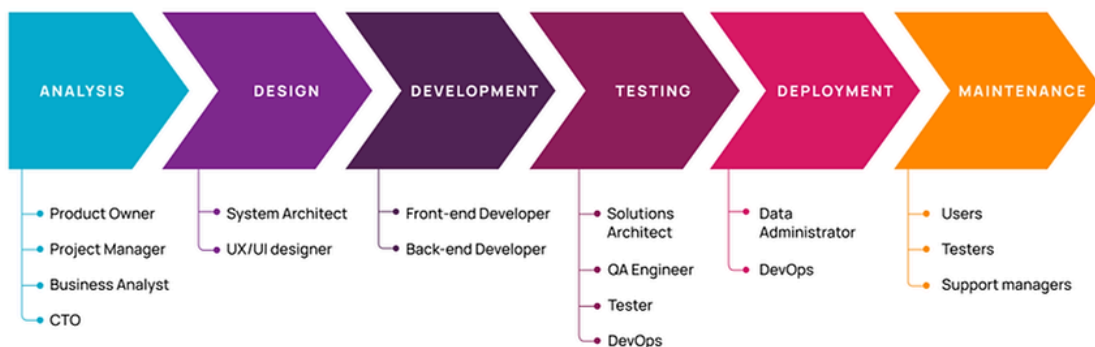 ANALYSIS
DESIGN
DEVELOPMENT
TESTING
DEPLOYMENT
MAINTENANCE
Product Owner
Project Manager
Business Analyst
CTO
System Architect
UX/UI designer
Front-end Developer
Back-end Developer
Solutions
Architect
QA Engineer
Tester
DevOps
Data
Administrator
DevOps
Users
Testers
Support managers